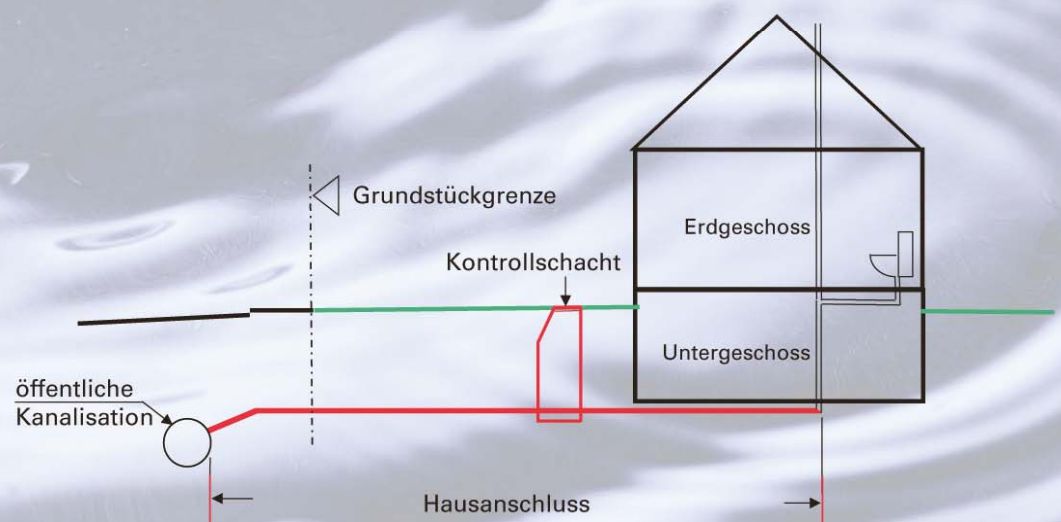 Grundstückgrenze
Erdgeschoss
Kontrollschacht
Untergeschoss
öffentliche
Kanalisation
Hausanschluss